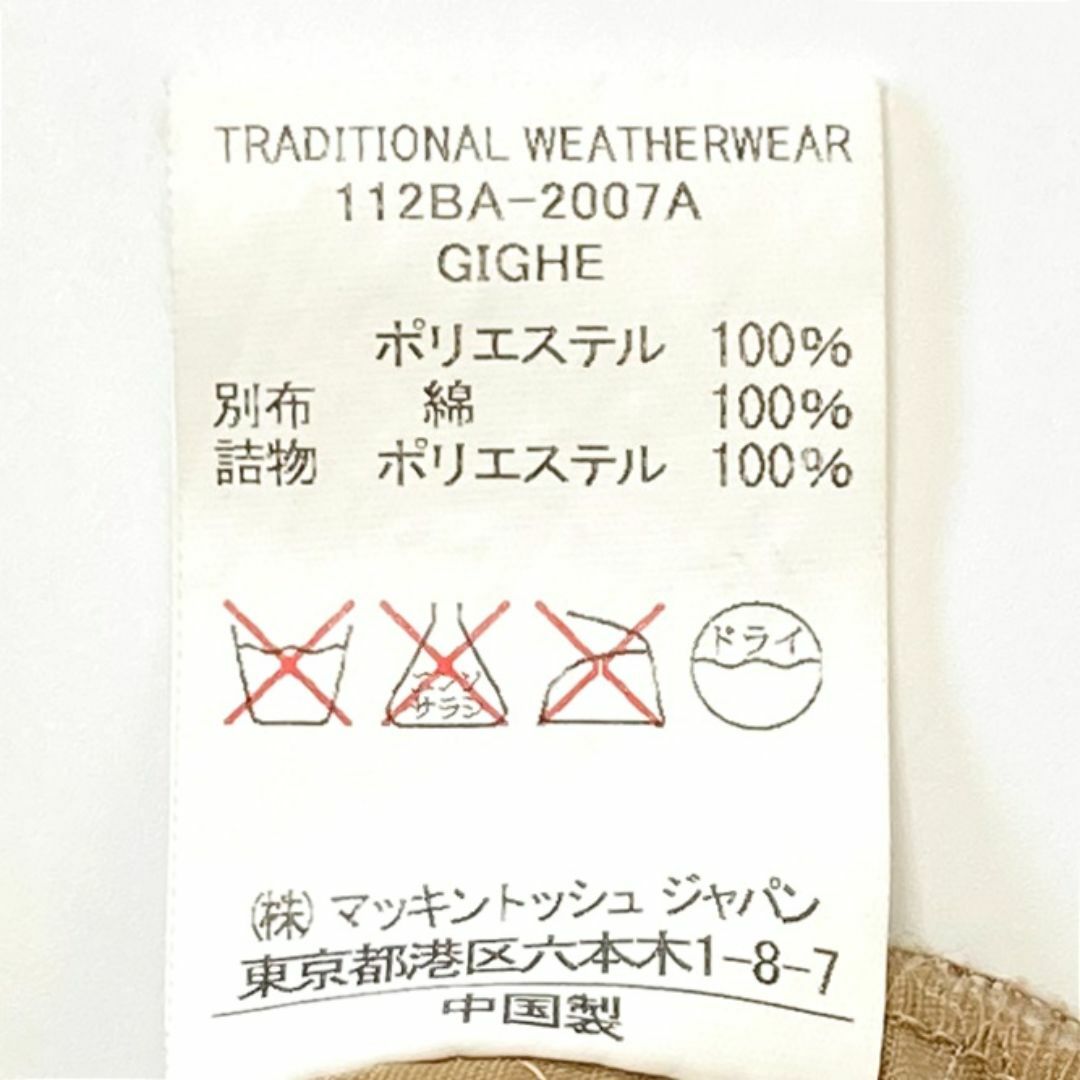 TRADITIONAL WEATHERWEAR
112BA-2007A
GIGHE
ポリエステル 100%
別布 綿 100%
詰物 ポリエステル 100%
エンソ
サラシ
ドライ
(株) マッキントッシュ ジャパン
東京都港区六本木1-8-7
中国製